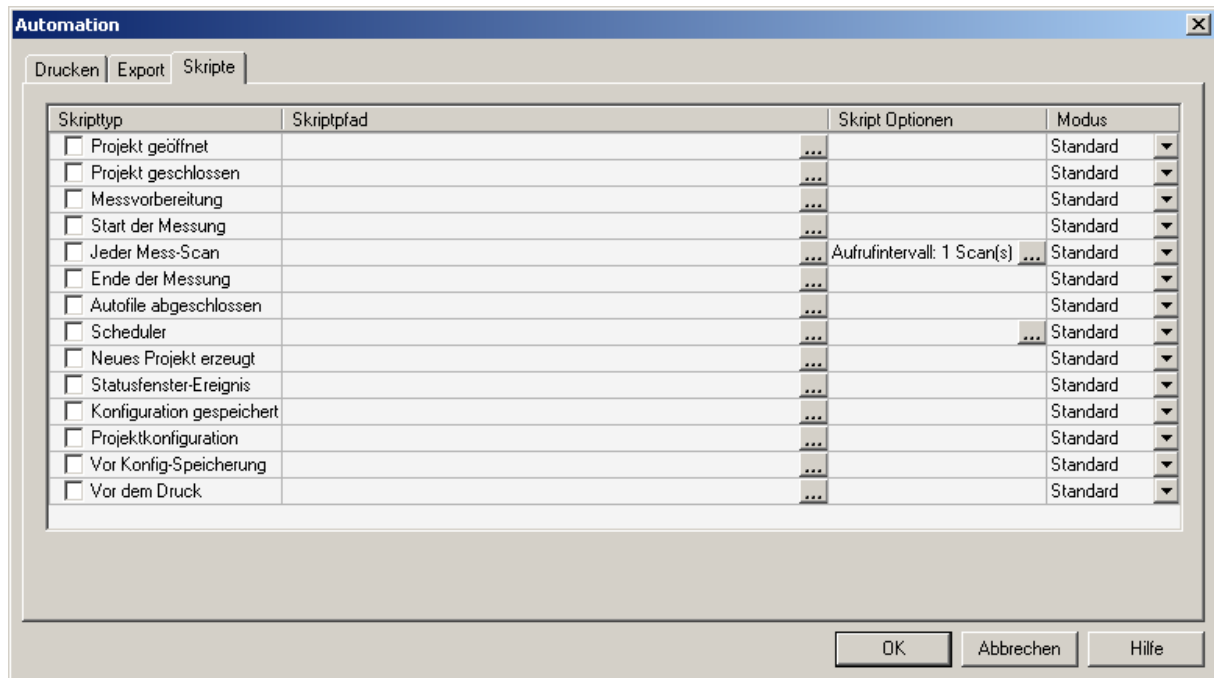 Automation
Drucken Export Skripte
Skripttyp Skriptpfad Skript Optionen Modus
Projekt geöffnet ... Standard
Projekt geschlossen ... Standard
Messvorbereitung ... Standard
Start der Messung ... Standard
Jeder Mess-Scan ... Aufrufintervall: 1 Scan(s) ... Standard
Ende der Messung ... Standard
Autofile abgeschlossen ... Standard
Scheduler ... ... Standard
Neues Projekt erzeugt ... Standard
Statusfenster-Ereignis ... Standard
Konfiguration gespeichert ... Standard
Projektkonfiguration ... Standard
Vor Konfig-Speicherung ... Standard
Vor dem Druck ... Standard
OK Abbrechen Hilfe